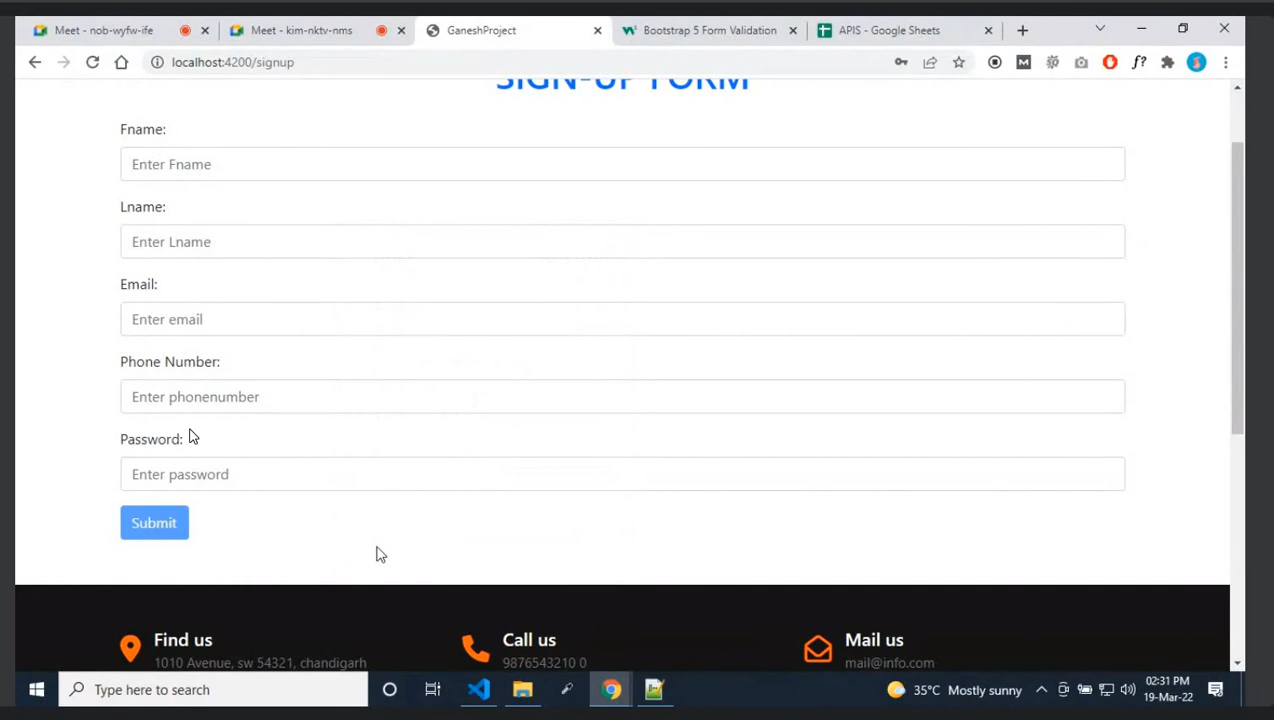 Meet - nob-wyfw-ife
Meet - kim-nktv-nms
GaneshProject
Bootstrap 5 Form Validation
APIS - Google Sheets
localhost:4200/signup
SIGN-UP FORM
Fname:
Enter Fname
Lname:
Enter Lname
Email:
Enter email
Phone Number:
Enter phonenumber
Password:
Enter password
Submit
Find us
1010 Avenue, sw 54321, chandigarh
Call us
9876543210 0
Mail us
mail@info.com
Type here to search
35°C Mostly sunny
02:31 PM
19-Mar-22